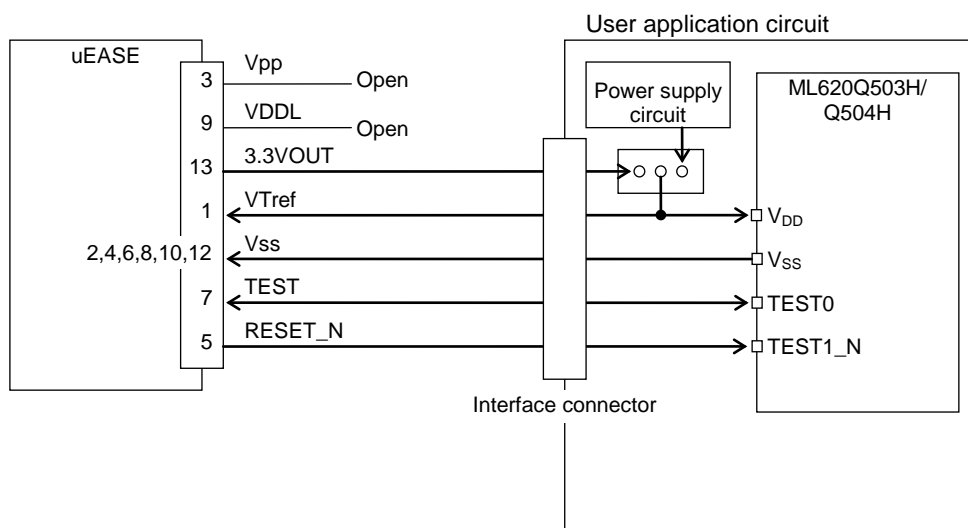 User application circuit
uEASE
3 Vpp Open
9 VDDL Open
13 3.3VOUT
1 VTref
2,4,6,8,10,12 Vss
7 TEST
5 RESET_N
Power supply
circuit
ML620Q503H/
Q504H
VDD
VSS
TEST0
TEST1_N
Interface connector